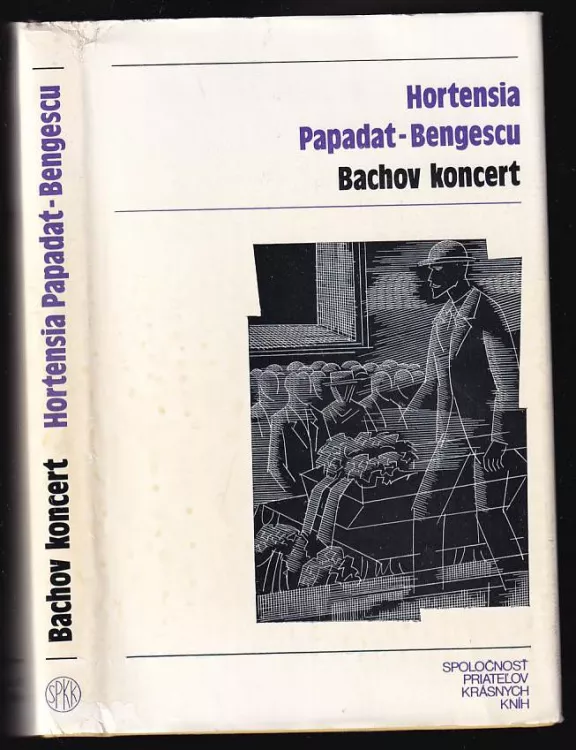 Hortensia
Papadat-Bengescu
Bachov koncert
SPOLOČNOSŤ
PRIATEĽOV
KRÁSNYCH
KNÍH
Bachov koncert Hortensia Papadat-Bengescu
SPKK